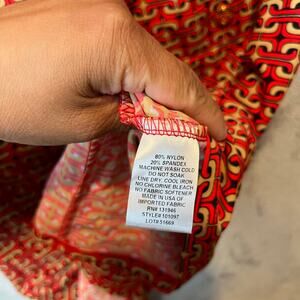 80% NYLON
20% SPANDEX
MACHINE WASH COLD
DO NOT SOAK
LINE DRY, COOL IRON
NO CHLORINE BLEACH
NO FABRIC SOFTENER
MADE IN USA OF
IMPORTED FABRIC
RN# 131946
STYLE# 101097
LOT# 51669